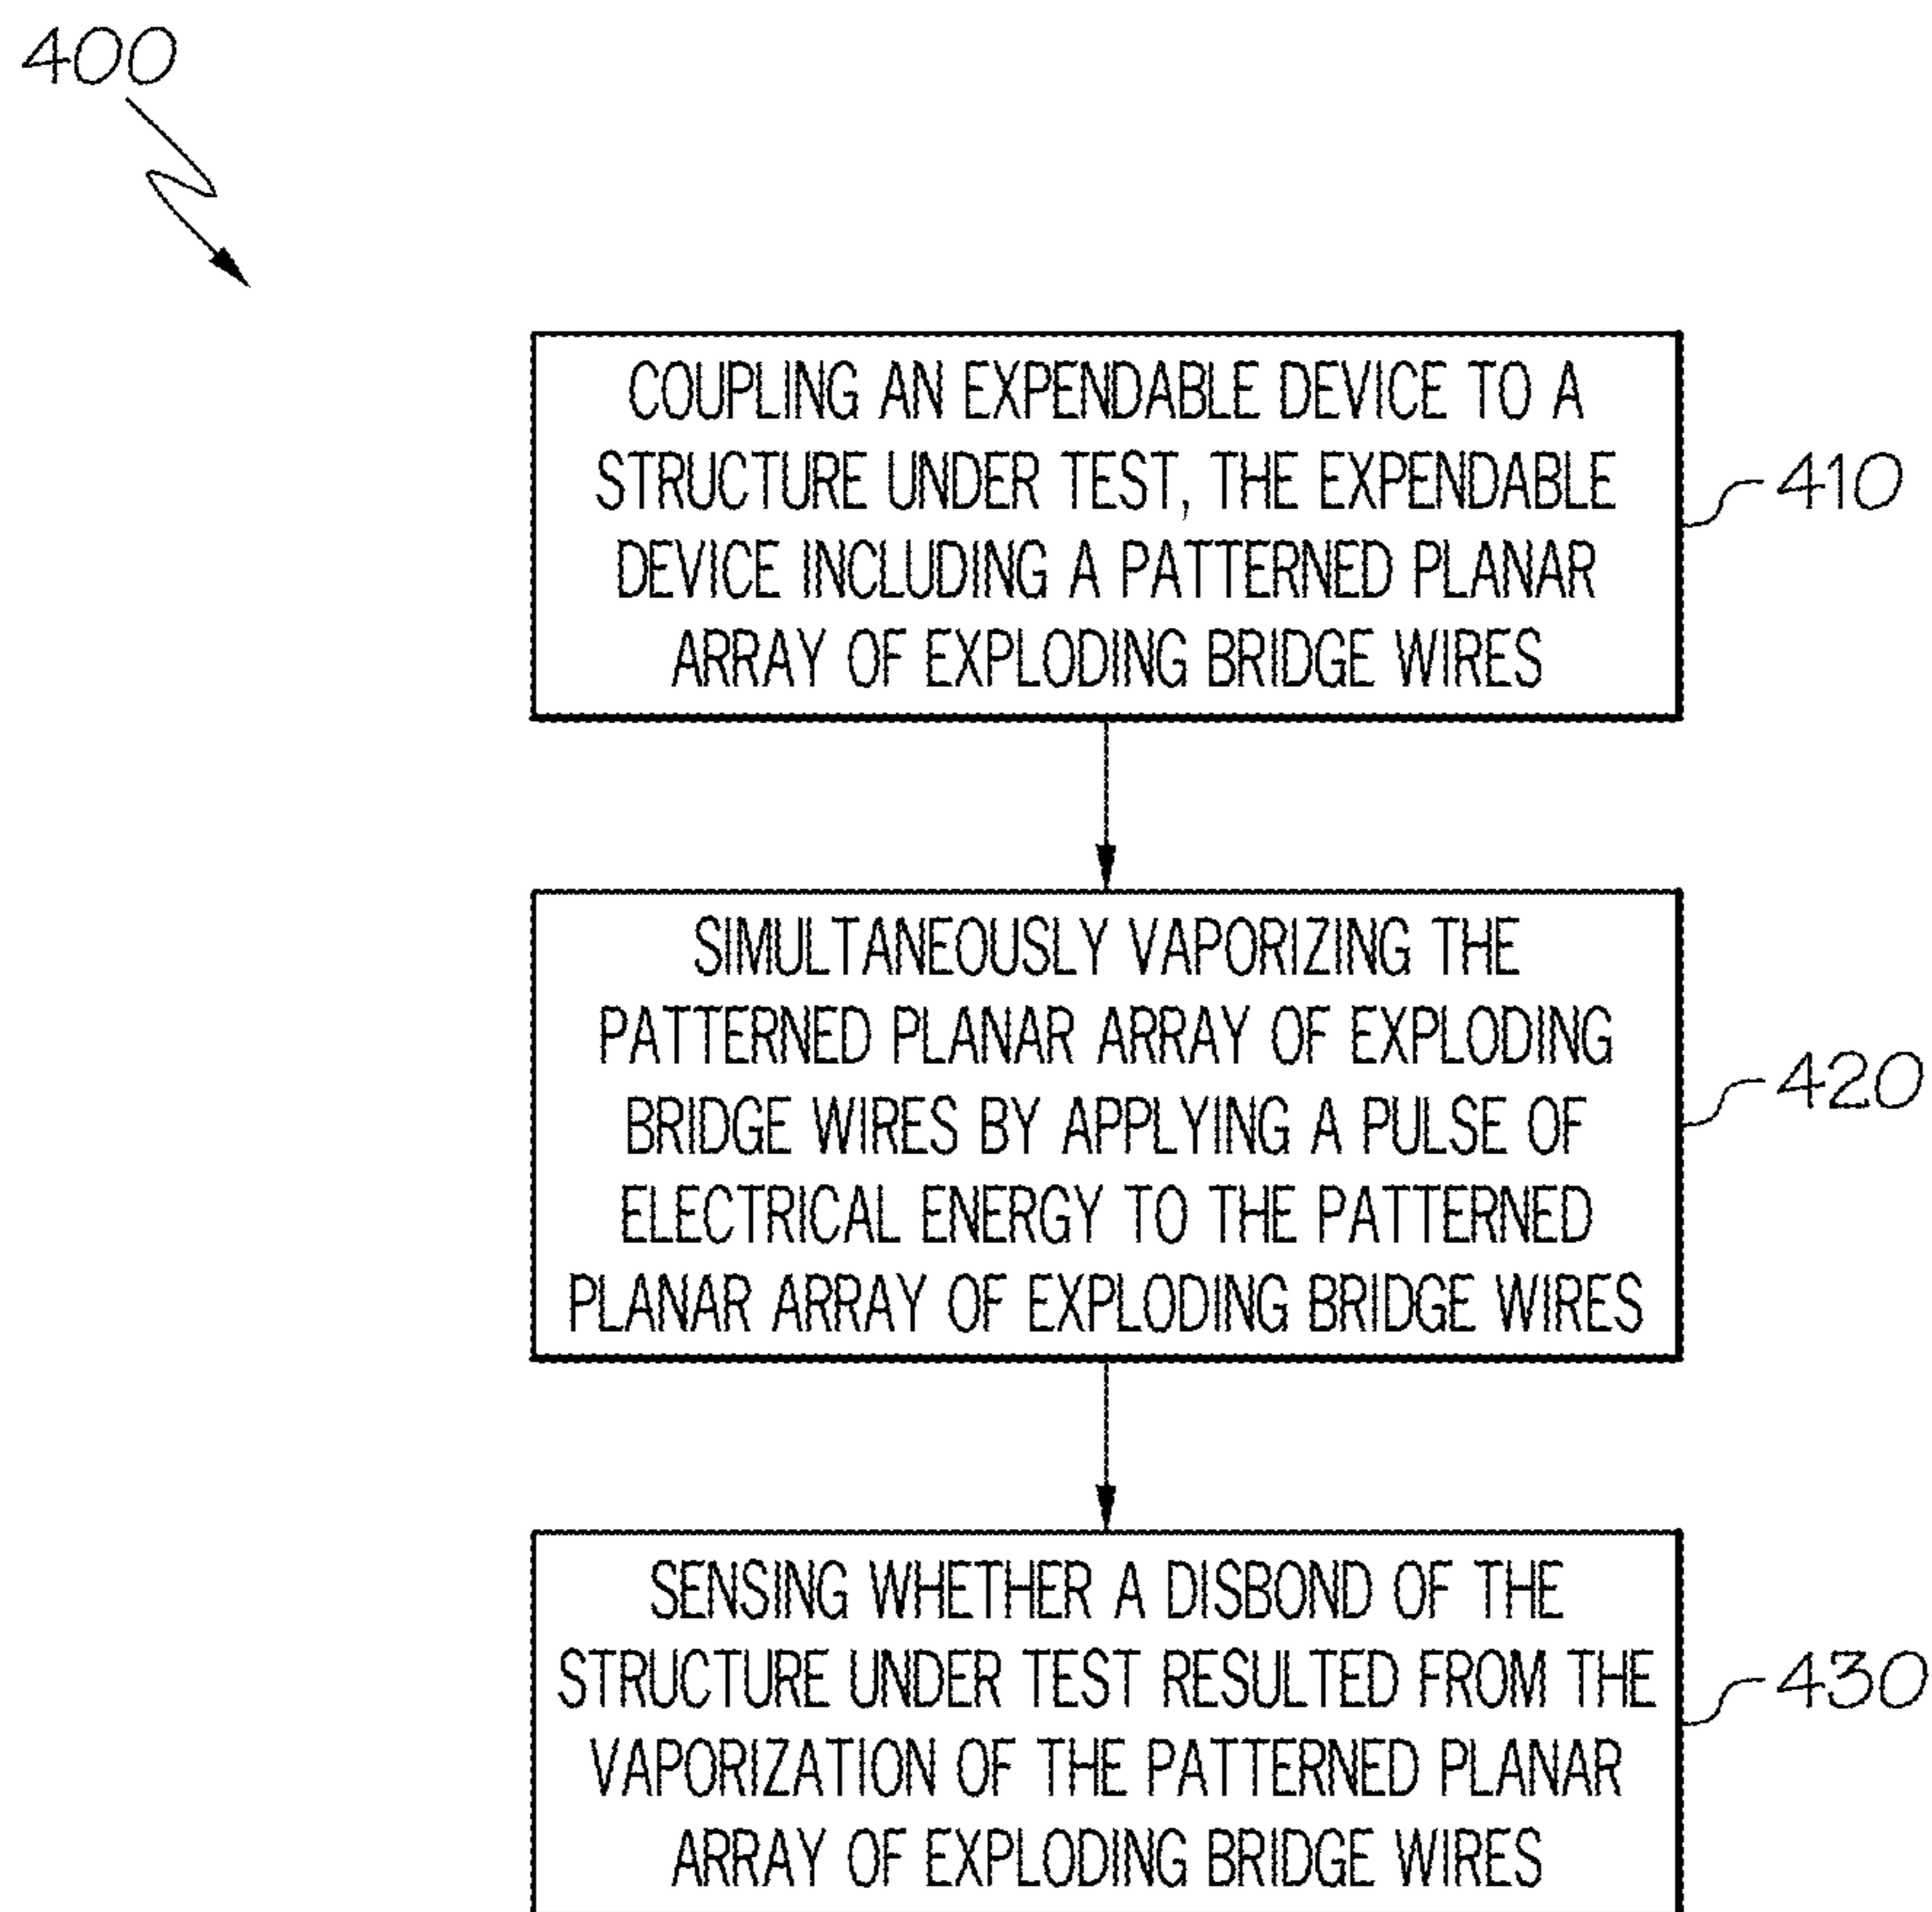 400
COUPLING AN EXPENDABLE DEVICE TO A
STRUCTURE UNDER TEST, THE EXPENDABLE
DEVICE INCLUDING A PATTERNED PLANAR
ARRAY OF EXPLODING BRIDGE WIRES
410
SIMULTANEOUSLY VAPORIZING THE
PATTERNED PLANAR ARRAY OF EXPLODING
BRIDGE WIRES BY APPLYING A PULSE OF
ELECTRICAL ENERGY TO THE PATTERNED
PLANAR ARRAY OF EXPLODING BRIDGE WIRES
420
SENSING WHETHER A DISBOND OF THE
STRUCTURE UNDER TEST RESULTED FROM THE
VAPORIZATION OF THE PATTERNED PLANAR
ARRAY OF EXPLODING BRIDGE WIRES
430